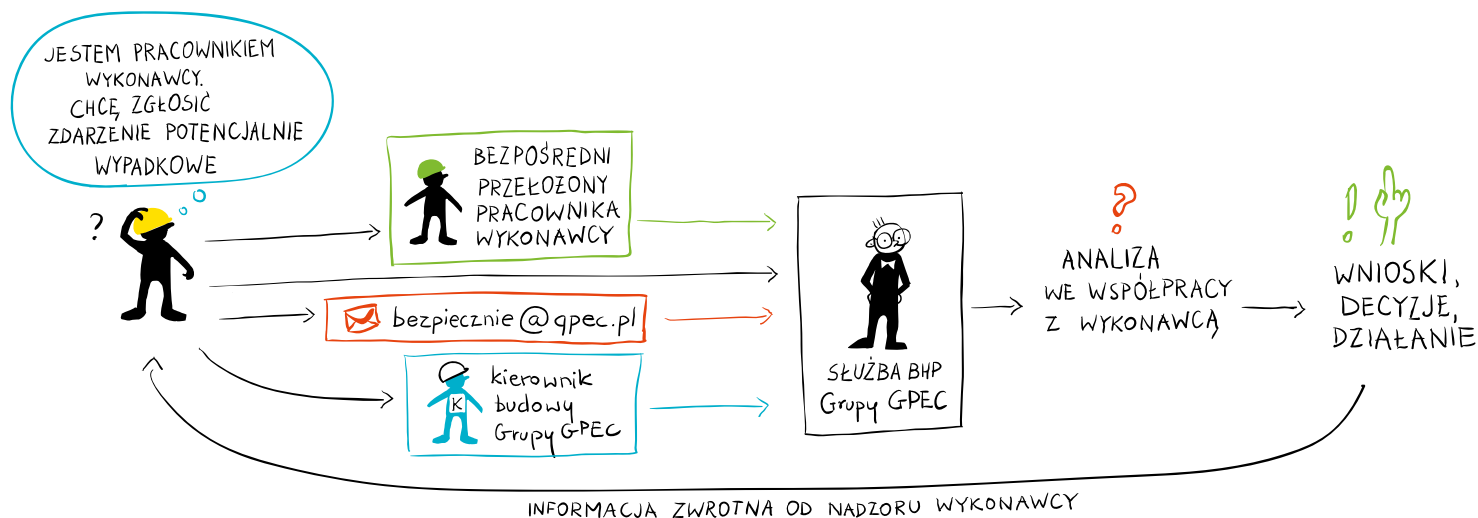 JESTEM PRACOWNIKIEM
WYKONAWCY.
CHCĘ ZGŁOSIĆ
ZDARZENIE POTENCJALNIE
WYPADKOWE
?
BEZPOŚREDNI
PRZEŁOŻONY
PRACOWNIKA
WYKONAWCY
bezpiecznie@gpec.pl
K
kierownik
budowy
Grupy GPEC
SŁUŻBA BHP
Grupy GPEC
?
ANALIZA
WE WSPÓŁPRACY
Z WYKONAWCĄ
!
WNIOSKI,
DECYZJE,
DZIAŁANIE
INFORMACJA ZWROTNA OD NADZORU WYKONAWCY